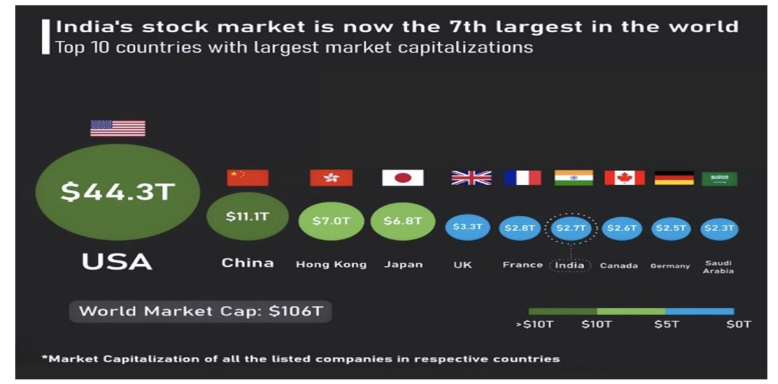 India's stock market is now the 7th largest in the world
Top 10 countries with largest market capitalizations
$44.3T
$11.1T
$7.0T
$6.8T
$3.3T
$2.8T
$2.7T
$2.6T
$2.5T
$2.3T
USA
China
Hong Kong
Japan
UK
France
India
Canada
Germany
Saudi
Arabia
World Market Cap: $106T
>$10T
$10T
$5T
$0T
*Market Capitalization of all the listed companies in respective countries